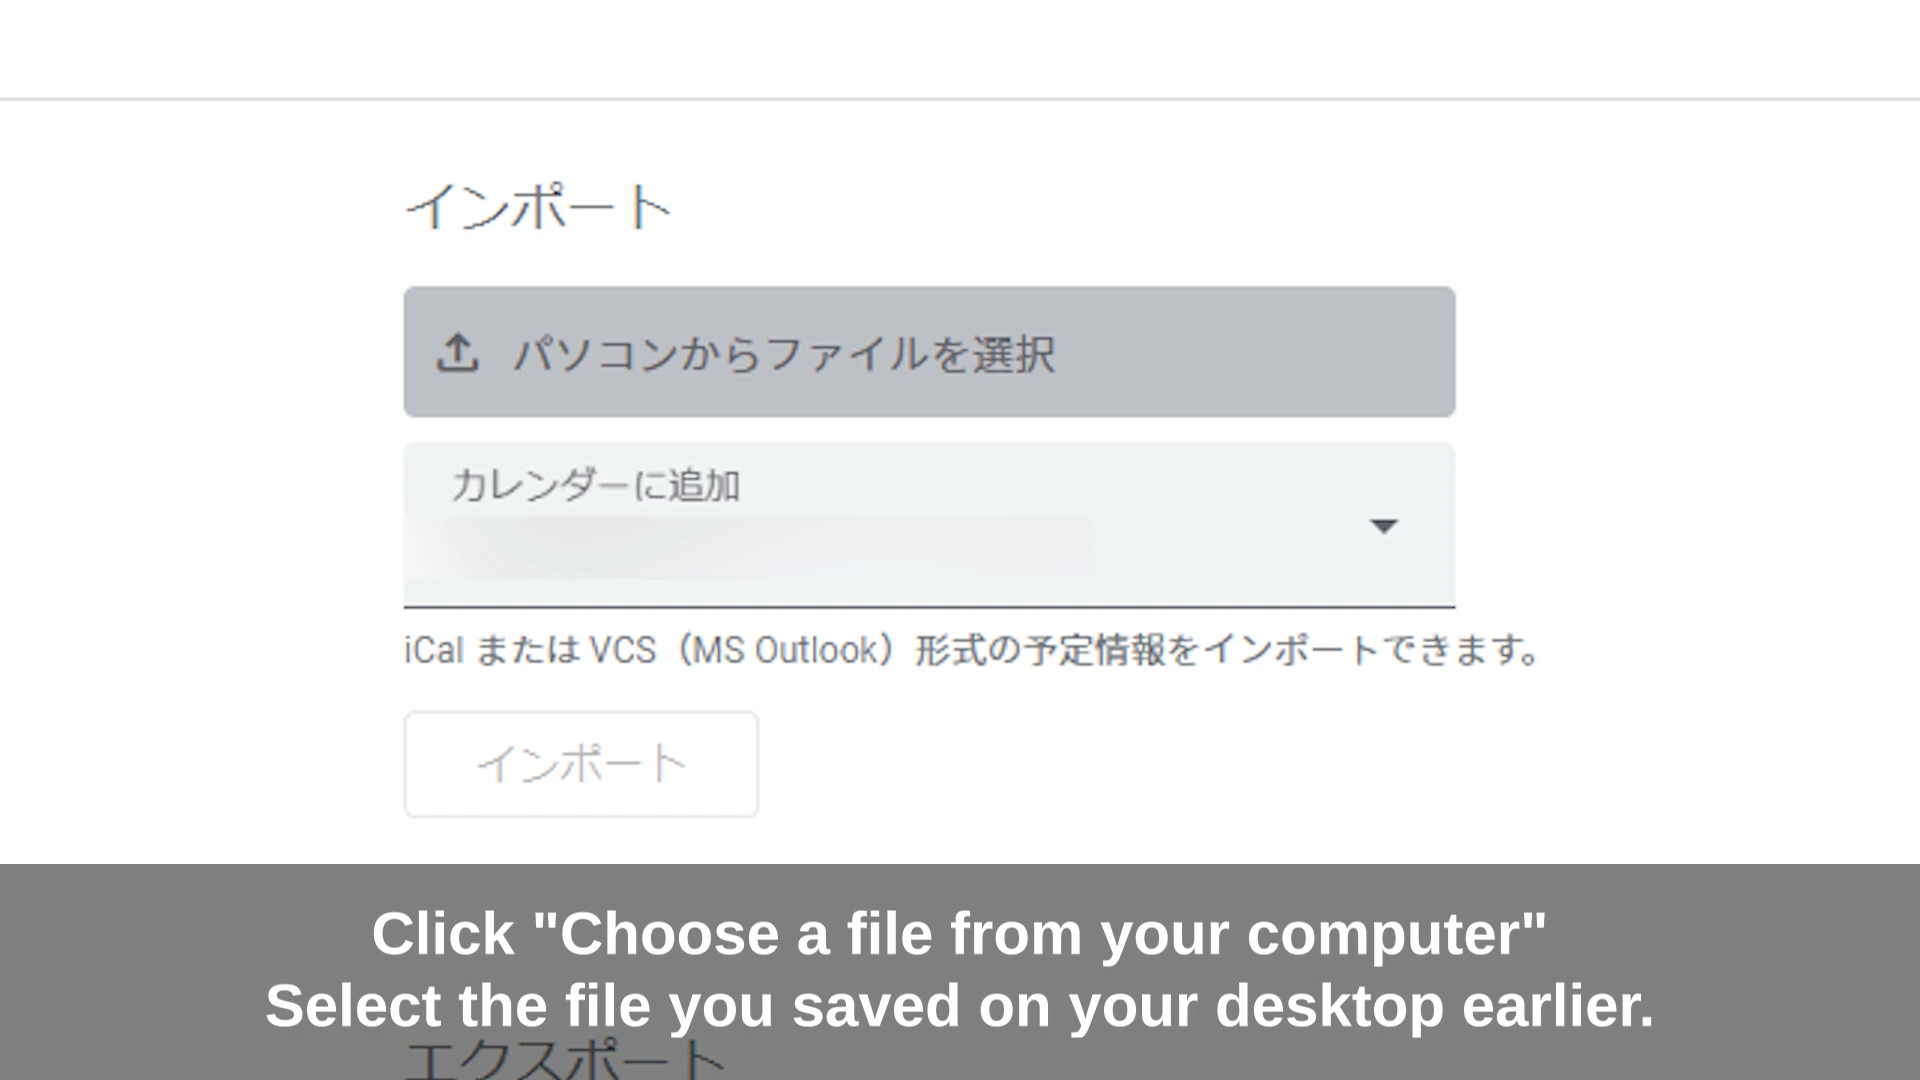 インポート
パソコンからファイルを選択
カレンダーに追加
iCal または VCS（MS Outlook）形式の予定情報をインポートできます。
インポート
Click "Choose a file from your computer"
Select the file you saved on your desktop earlier.
エクスポート